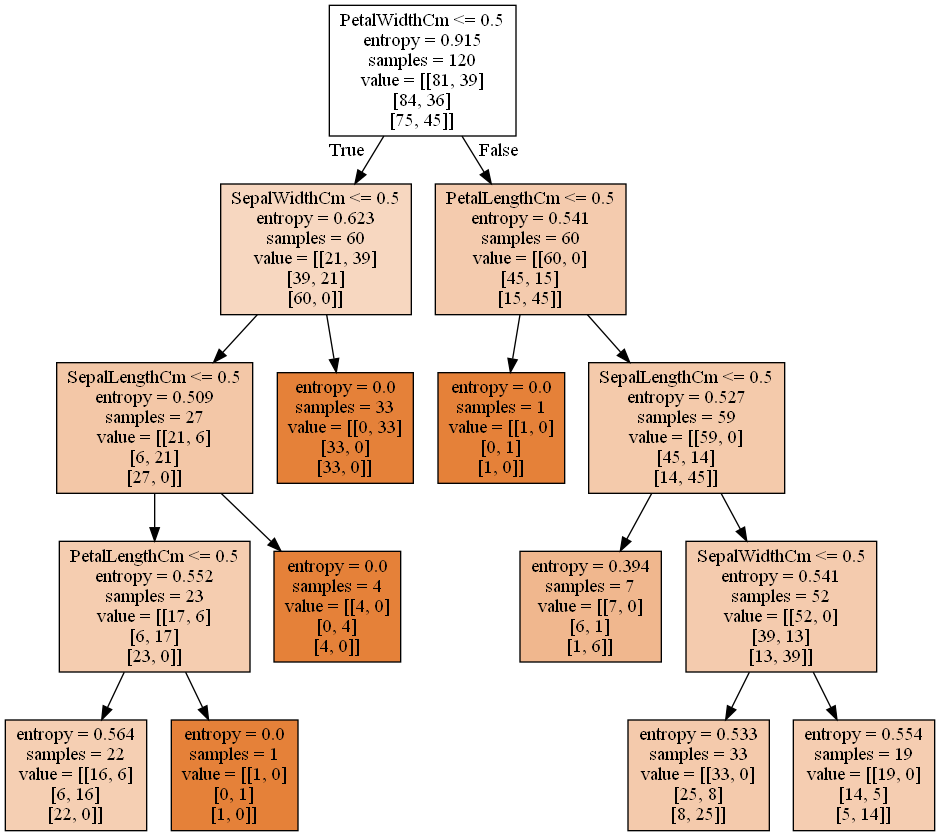 PetalWidthCm <= 0.5
entropy = 0.915
samples = 120
value = [[81, 39]
[84, 36]
[75, 45]]
True
False
SepalWidthCm <= 0.5
entropy = 0.623
samples = 60
value = [[21, 39]
[39, 21]
[60, 0]]
PetalLengthCm <= 0.5
entropy = 0.541
samples = 60
value = [[60, 0]
[45, 15]
[15, 45]]
SepalLengthCm <= 0.5
entropy = 0.509
samples = 27
value = [[21, 6]
[6, 21]
[27, 0]]
entropy = 0.0
samples = 33
value = [[0, 33]
[33, 0]
[33, 0]]
entropy = 0.0
samples = 1
value = [[1, 0]
[0, 1]
[1, 0]]
SepalLengthCm <= 0.5
entropy = 0.527
samples = 59
value = [[59, 0]
[45, 14]
[14, 45]]
PetalLengthCm <= 0.5
entropy = 0.552
samples = 23
value = [[17, 6]
[6, 17]
[23, 0]]
entropy = 0.0
samples = 4
value = [[4, 0]
[0, 4]
[4, 0]]
entropy = 0.394
samples = 7
value = [[7, 0]
[6, 1]
[1, 6]]
SepalWidthCm <= 0.5
entropy = 0.541
samples = 52
value = [[52, 0]
[39, 13]
[13, 39]]
entropy = 0.564
samples = 22
value = [[16, 6]
[6, 16]
[22, 0]]
entropy = 0.0
samples = 1
value = [[1, 0]
[0, 1]
[1, 0]]
entropy = 0.533
samples = 33
value = [[33, 0]
[25, 8]
[8, 25]]
entropy = 0.554
samples = 19
value = [[19, 0]
[14, 5]
[5, 14]]